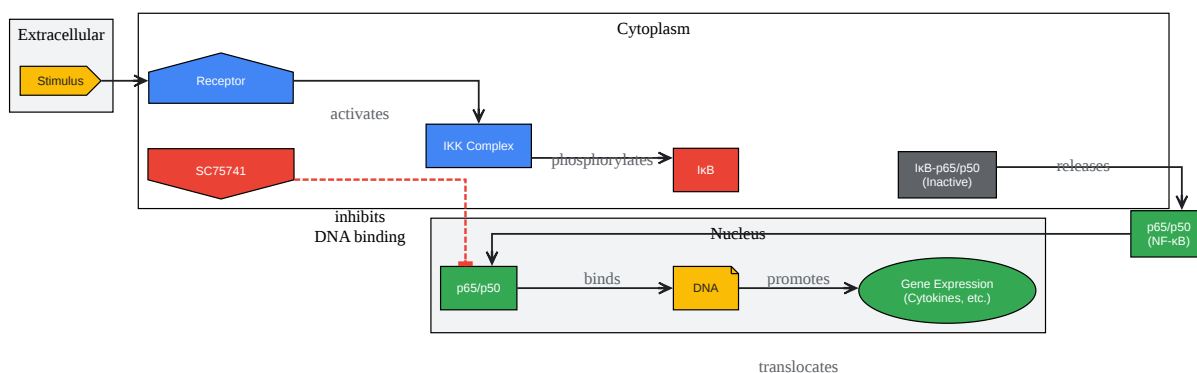 Extracellular
Cytoplasm
Stimulus
Receptor
activates
IKK Complex
phosphorylates
IκB
IκB-p65/p50
(Inactive)
releases
SC75741
inhibits
DNA binding
p65/p50
(NF-κB)
Nucleus
p65/p50
binds
DNA
promotes
Gene Expression
(Cytokines, etc.)
translocates